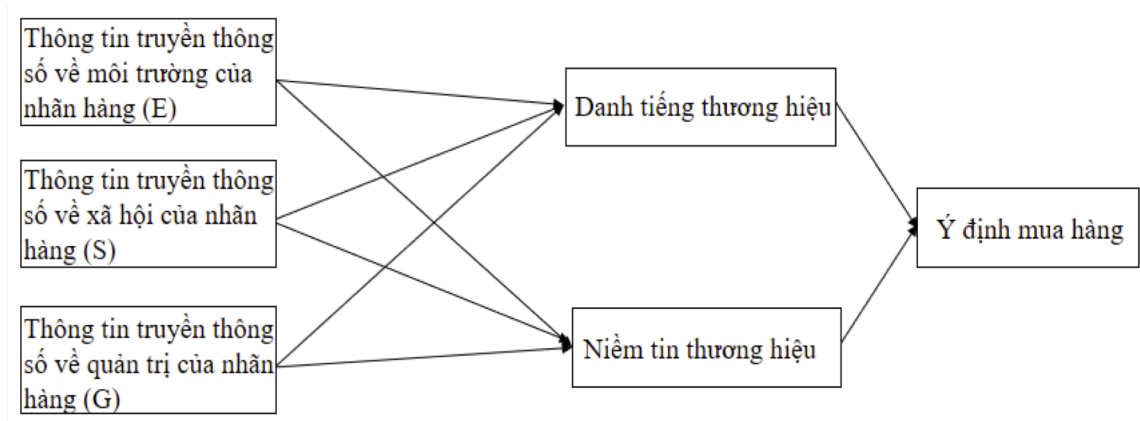 Thông tin truyền thông
số về môi trường của
nhãn hàng (E)
Thông tin truyền thông
số về xã hội của nhãn
hàng (S)
Thông tin truyền thông
số về quản trị của nhãn
hàng (G)
Danh tiếng thương hiệu
Niềm tin thương hiệu
Ý định mua hàng